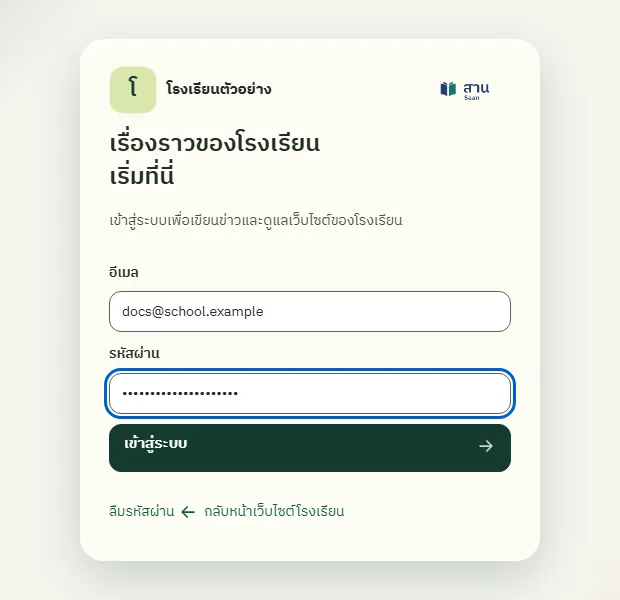 โ
โรงเรียนตัวอย่าง
สาน
Saan
เรื่องราวของโรงเรียน
เริ่มที่นี่
เข้าสู่ระบบเพื่อเขียนข่าวและดูแลเว็บไซต์ของโรงเรียน
อีเมล
docs@school.example
รหัสผ่าน
•••••••••••••••••••••
เข้าสู่ระบบ →
ลืมรหัสผ่าน ← กลับหน้าเว็บไซต์โรงเรียน